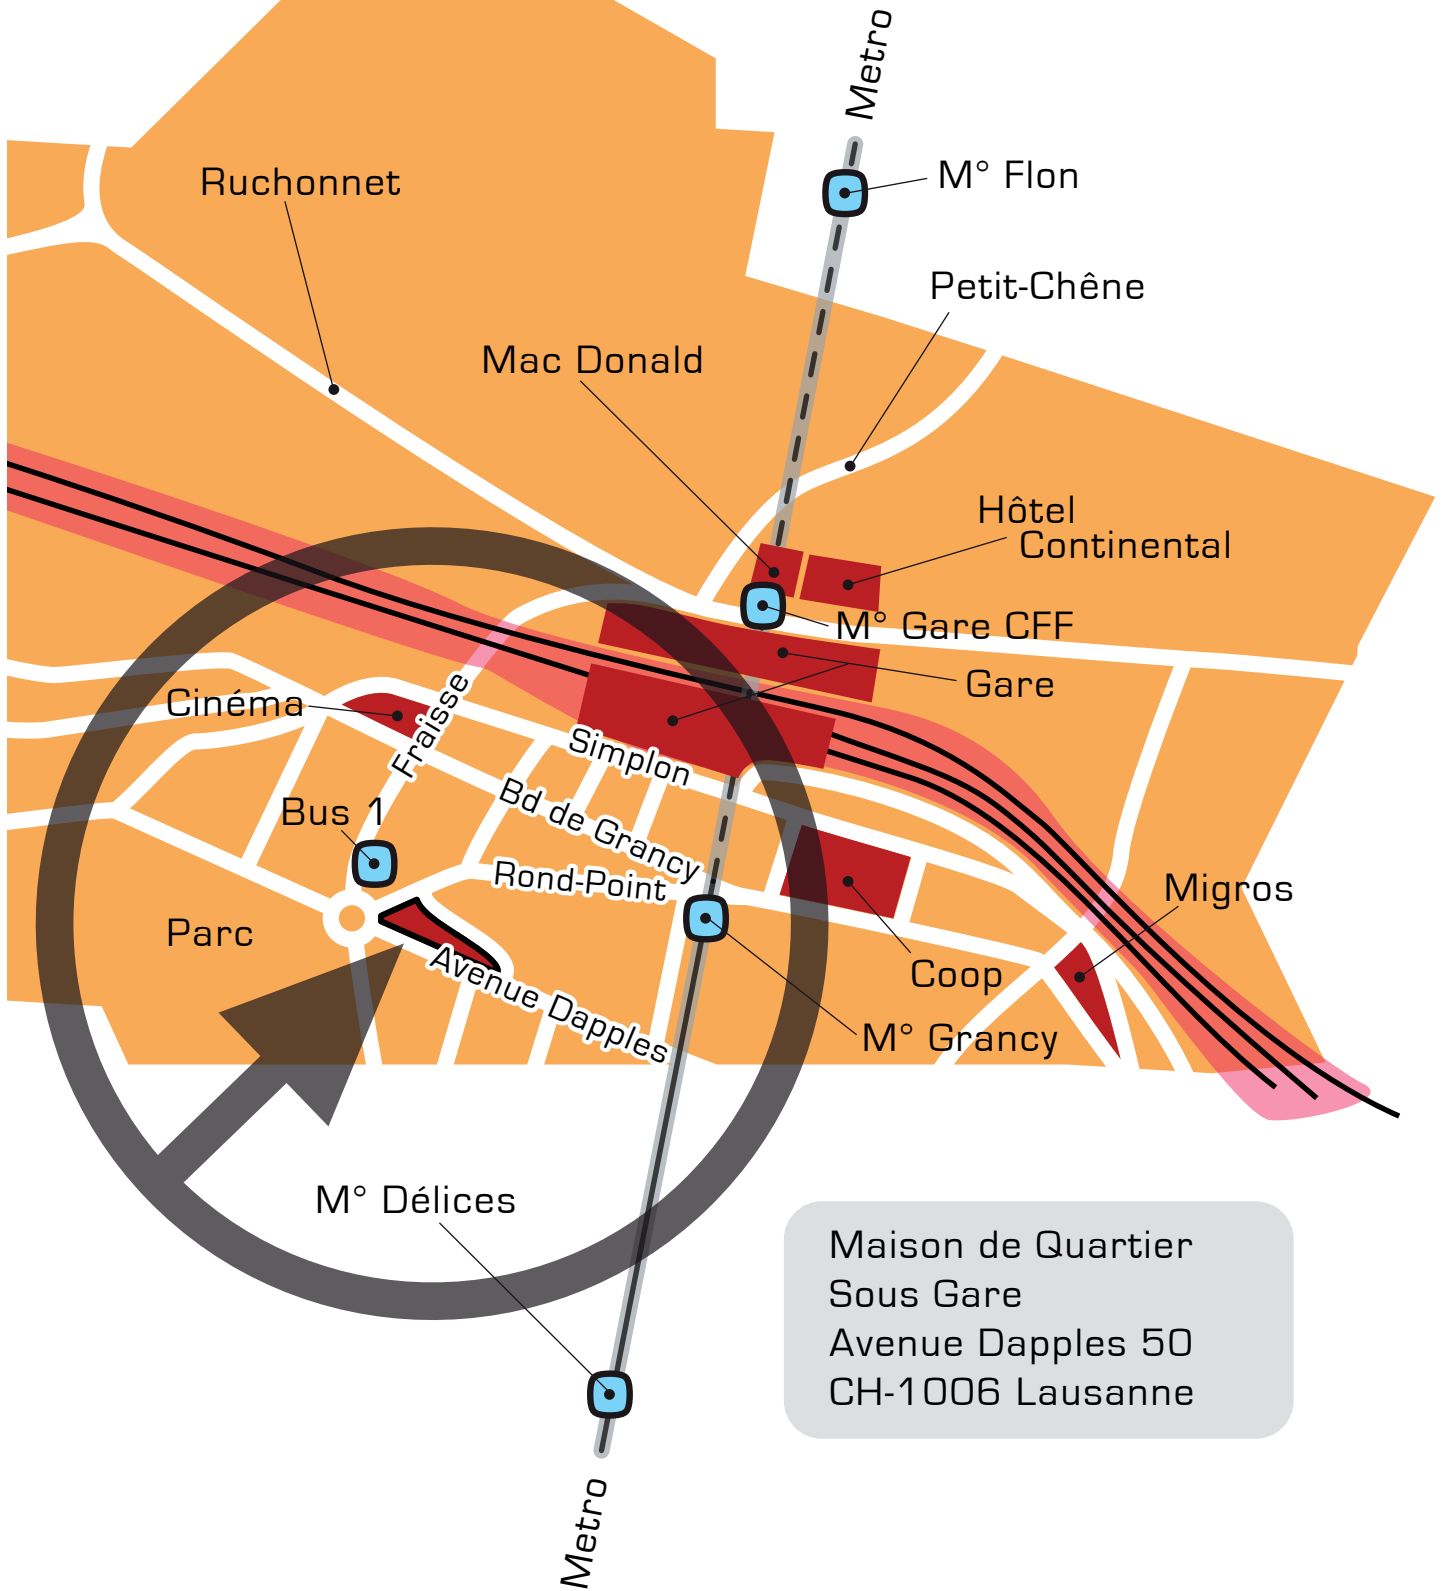 Metro
M° Flon
Ruchonnet
Petit-Chêne
Mac Donald
Hôtel
Continental
M° Gare CFF
Gare
Cinéma
Fraisse
Simplon
Bd de Grancy
Bus 1
Rond-Point
Migros
Parc
Avenue Dapples
Coop
M° Grancy
M° Délices
Maison de Quartier
Sous Gare
Avenue Dapples 50
CH-1006 Lausanne
Metro